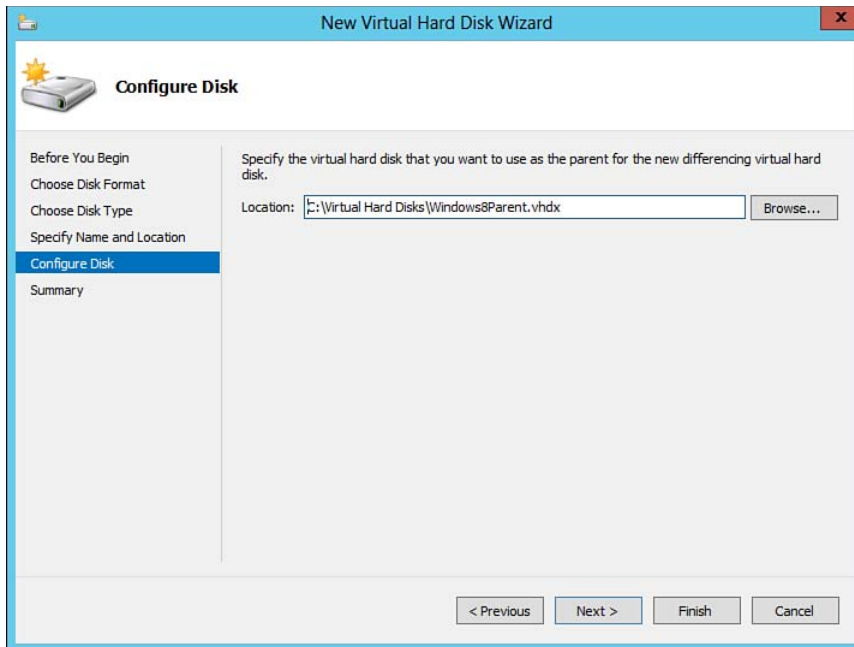 New Virtual Hard Disk Wizard
x
Configure Disk
Before You Begin
Choose Disk Format
Choose Disk Type
Specify Name and Location
Configure Disk
Summary
Specify the virtual hard disk that you want to use as the parent for the new differencing virtual hard
disk.
Location: C:\Virtual Hard Disks\Windows8Parent.vhdx Browse...
< Previous Next > Finish Cancel